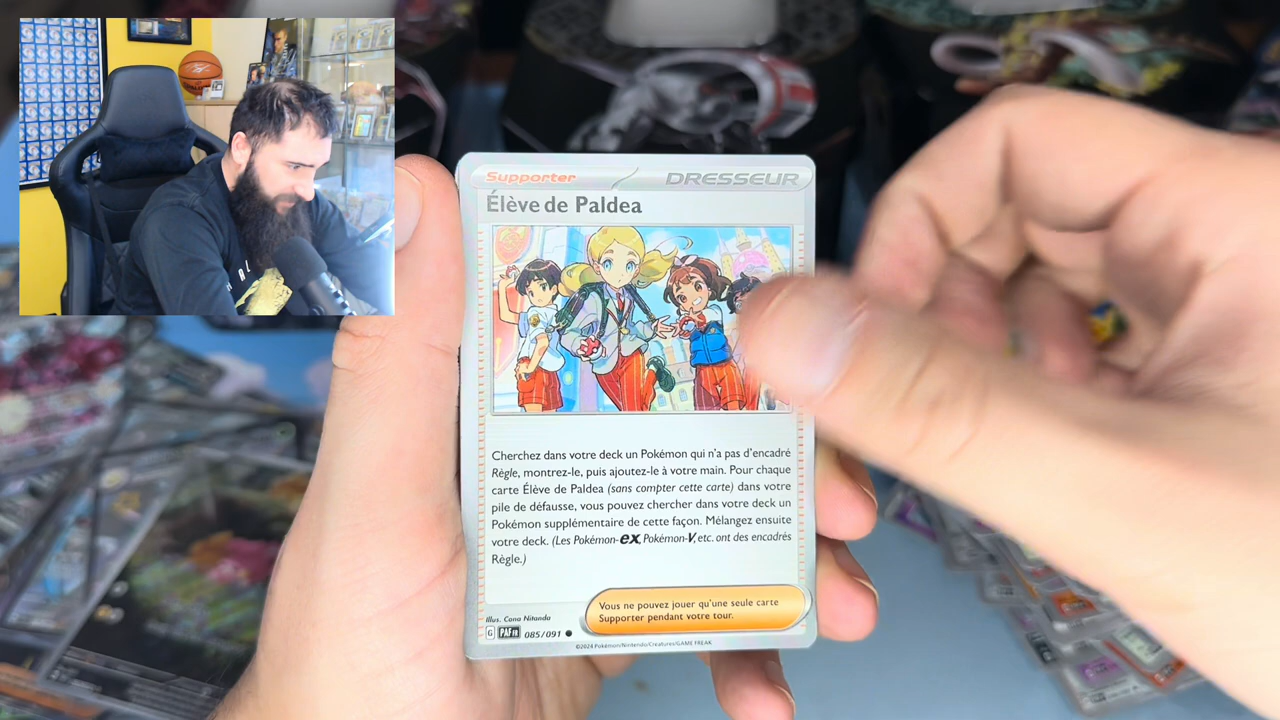 Supporter DRESSEUR
Élève de Paldea
Cherchez dans votre deck un Pokémon qui n'a pas d'encadré
Règle, montrez-le, puis ajoutez-le à votre main. Pour chaque
carte Élève de Paldea (sans compter cette carte) dans votre
pile de défausse, vous pouvez chercher dans votre deck un
Pokémon supplémentaire de cette façon. Mélangez ensuite
votre deck. (Les Pokémon-ex, Pokémon-V, etc. ont des encadrés
Règle.)
Vous ne pouvez jouer qu'une seule carte
Supporter pendant votre tour.
Illus. Cona Nitanda
G PAF FR 085/091
©2024 Pokémon/Nintendo/Creatures/GAME FREAK